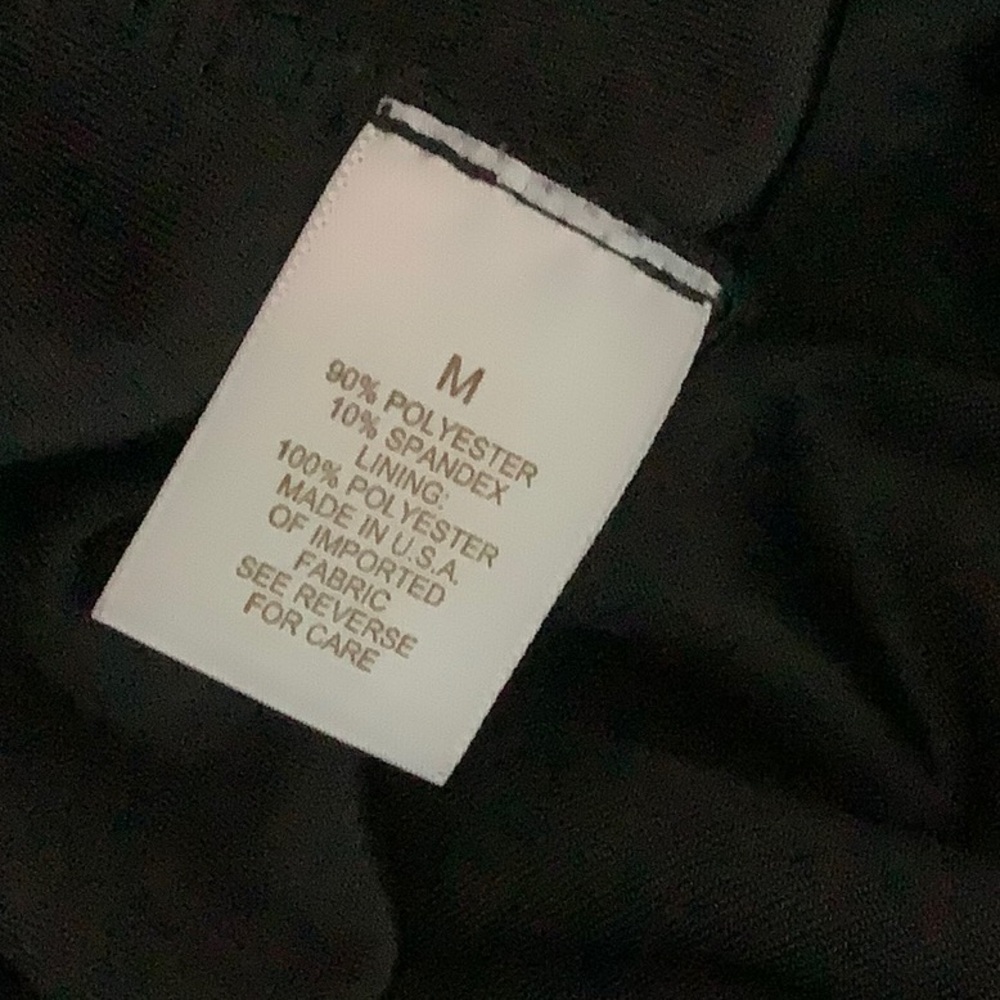 M
90% POLYESTER
10% SPANDEX
LINING:
100% POLYESTER
MADE IN U.S.A.
OF IMPORTED
FABRIC
SEE REVERSE
FOR CARE